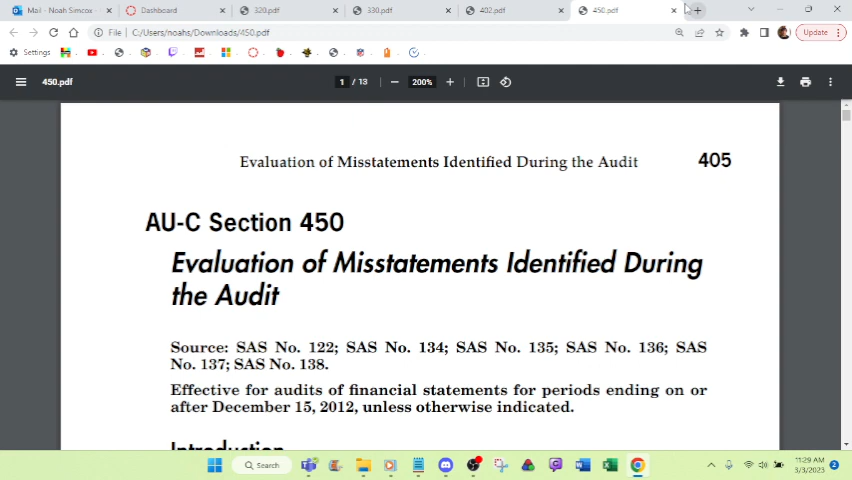 Mail - Noah Simcox
Dashboard
320.pdf
330.pdf
402.pdf
450.pdf
File
C:/Users/noahs/Downloads/450.pdf
Update
Settings
450.pdf
1 / 13
200%
Evaluation of Misstatements Identified During the Audit
405
AU-C Section 450
Evaluation of Misstatements Identified During
the Audit
Source: SAS No. 122; SAS No. 134; SAS No. 135; SAS No. 136; SAS
No. 137; SAS No. 138.
Effective for audits of financial statements for periods ending on or
after December 15, 2012, unless otherwise indicated.
Introduction
Search
11:29 AM
3/3/2023
2